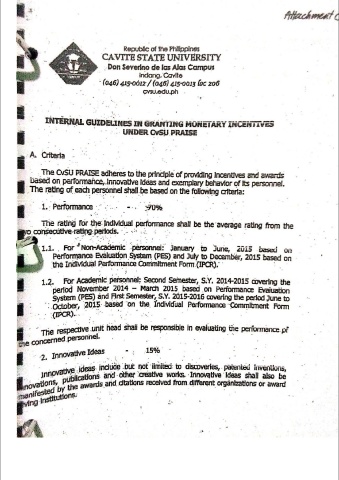 Attachment C
Republic of the Philippines
CAVITE STATE UNIVERSITY
Don Severino de las Alas Campus
Indang, Cavite
(046) 415-0012 / (046) 415-0013 loc 206
cvsu.edu.ph
INTERNAL GUIDELINES IN GRANTING MONETARY INCENTIVES
UNDER CvSU PRAISE
A. Criteria
The CvSU PRAISE adheres to the principle of providing incentives and awards
based on performance, innovative ideas and exemplary behavior of its personnel.
The rating of each personnel shall be based on the following criteria:
1. Performance - 70%
The rating for the individual performance shall be the average rating from the
two consecutive rating periods.
1.1. For Non-Academic personnel: January to June, 2015 based on
Performance Evaluation System (PES) and July to December, 2015 based on
the Individual Performance Commitment Form (IPCR).
1.2. For Academic personnel: Second Semester, S.Y. 2014-2015 covering the
period November 2014 – March 2015 based on Performance Evaluation
System (PES) and First Semester, S.Y. 2015-2016 covering the period June to
October, 2015 based on the Individual Performance Commitment Form
(IPCR).
The respective unit head shall be responsible in evaluating the performance of
the concerned personnel.
2. Innovative Ideas - 15%
Innovative ideas include but not limited to discoveries, patented inventions,
innovations, publications and other creative works. Innovative ideas shall also be
manifested by the awards and citations received from different organizations or award
giving institutions.